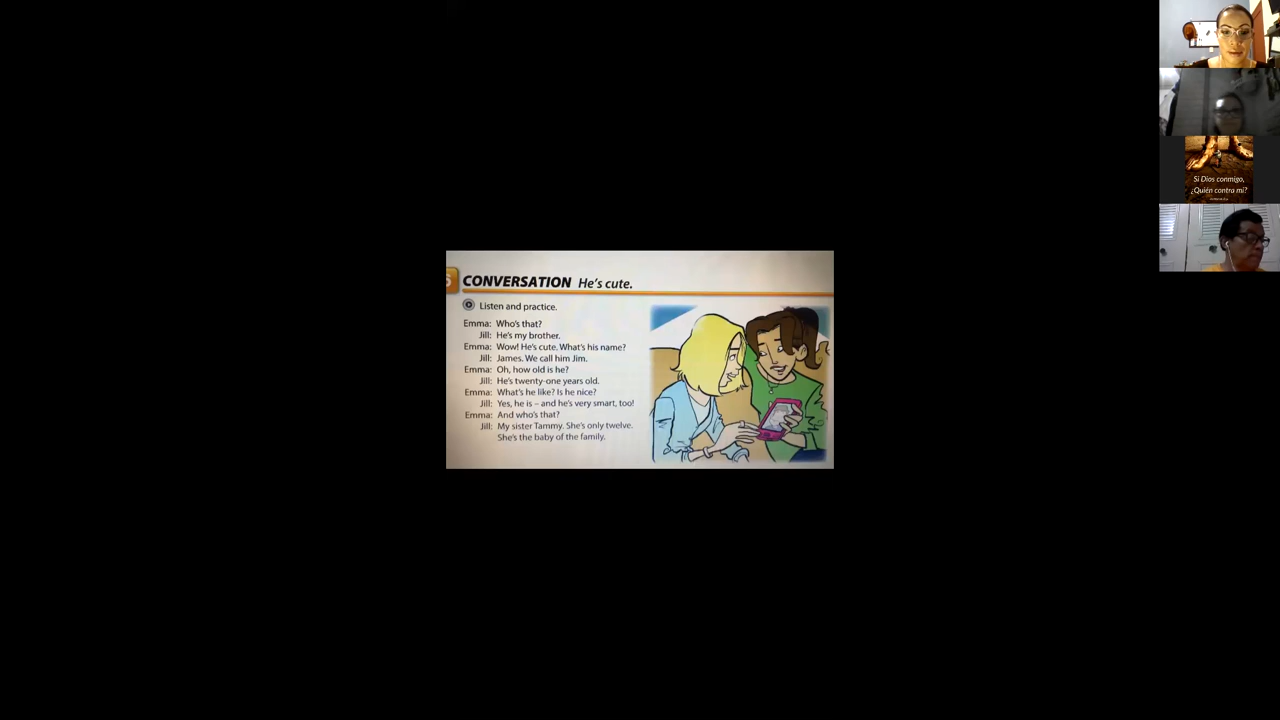 CONVERSATION He's cute.
Listen and practice.
Emma: Who's that?
Jill: He's my brother.
Emma: Wow! He's cute. What's his name?
Jill: James. We call him Jim.
Emma: Oh, how old is he?
Jill: He's twenty-one years old.
Emma: What's he like? Is he nice?
Jill: Yes, he is – and he's very smart, too!
Emma: And who's that?
Jill: My sister Tammy. She's only twelve.
She's the baby of the family.
Si Dios conmigo,
¿Quién contra mí?